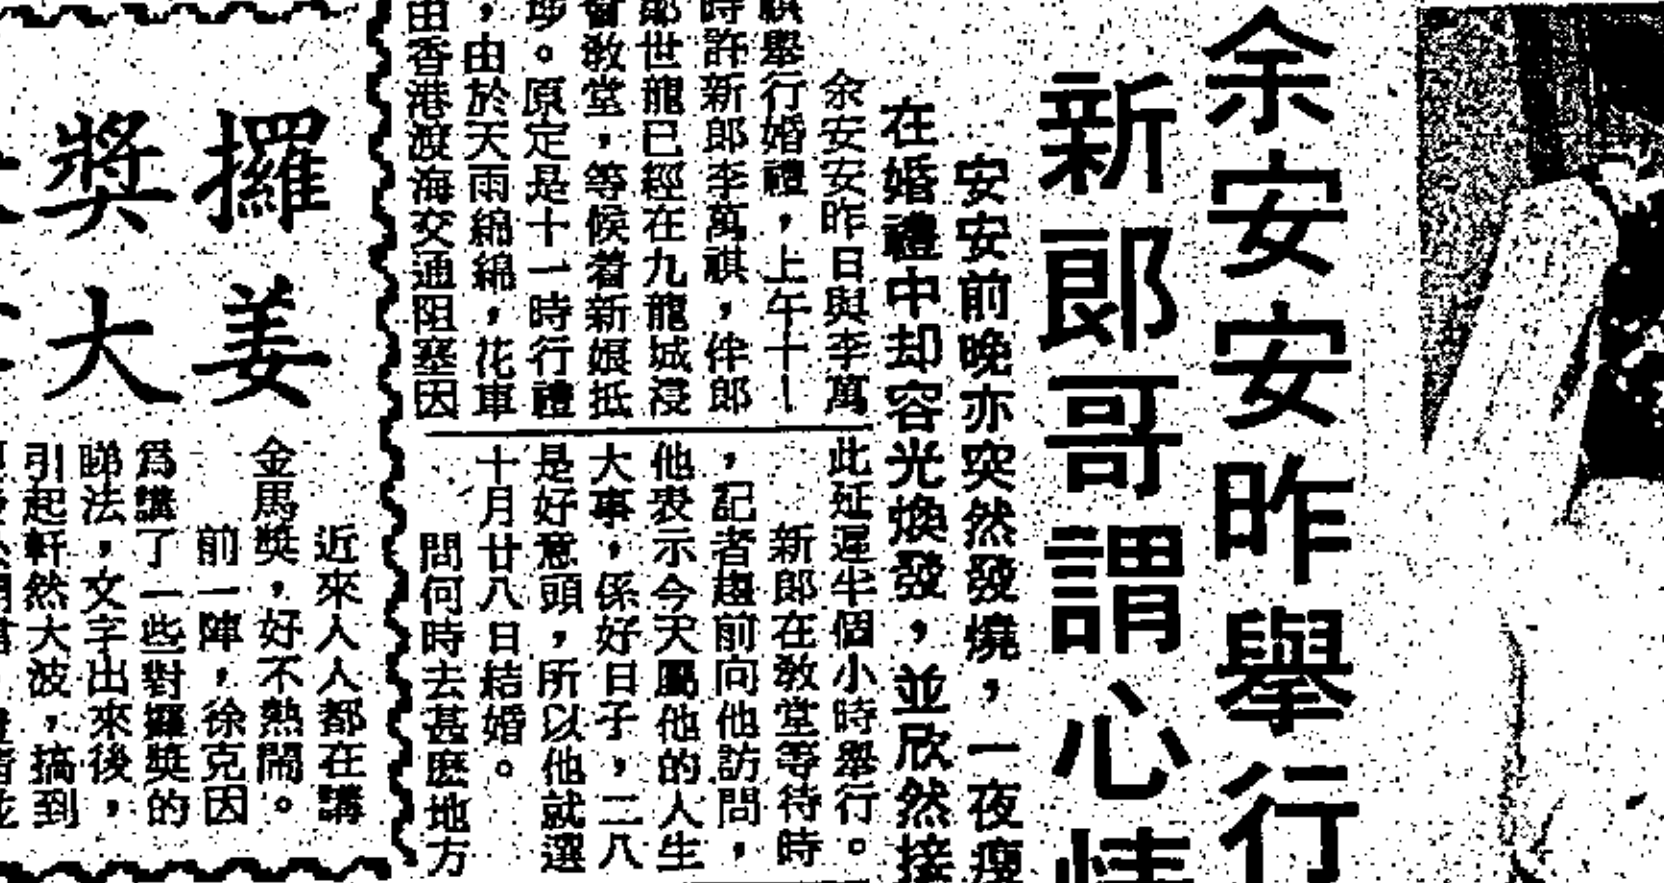 余安安昨舉行
新郎哥謂心情
安安前晚亦突然發燒，一夜瘦
在婚禮中却容光煥發，並欣然接
余安安昨日與李萬
祺舉行婚禮，上午十一
時許新郎李萬祺，伴郎
鄧世龍已經在九龍城浸
會教堂，等候着新娘抵
。原定是十一時行禮
，由於天雨綿綿，花車
由香港渡海交通阻塞因
此延遲半個小時舉行。
新郎在教堂等待時
，記者趨前向他訪問，
他表示今天屬他的人生
大事，係好日子，二八
是好意頭，所以他就選
十月廿八日結婚。
問何時去甚麽地方
攞姜
獎大
近來人人都在講
金馬獎，好不熱鬧。
前一陣，徐克因
爲講了一些對攞獎的
睇法，文字出來後，
引起軒然大波，搞到